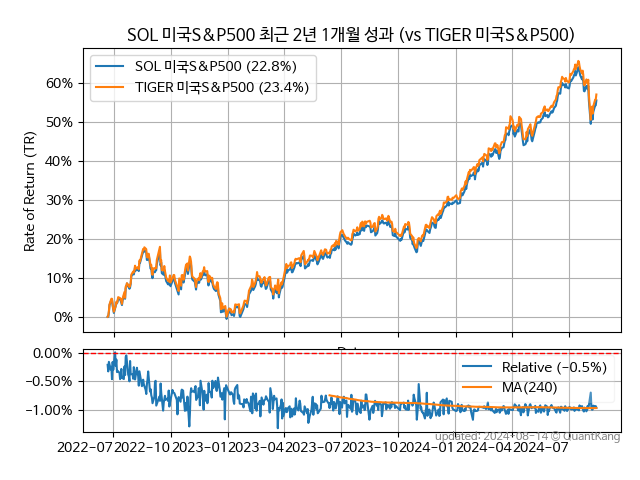 SOL 미국S&P500 최근 2년 1개월 성과 (vs TIGER 미국S&P500)
SOL 미국S&P500 (22.8%)
TIGER 미국S&P500 (23.4%)
Rate of Return (TR)
60%
50%
40%
30%
20%
10%
0%
0.00%
−0.50%
−1.00%
Relative (−0.5%)
MA(240)
2022-07 2022-10 2023-01 2023-04 2023-07 2023-10 2024-01 2024-04 2024-07
updated: 2024-08-14 © QuantKang